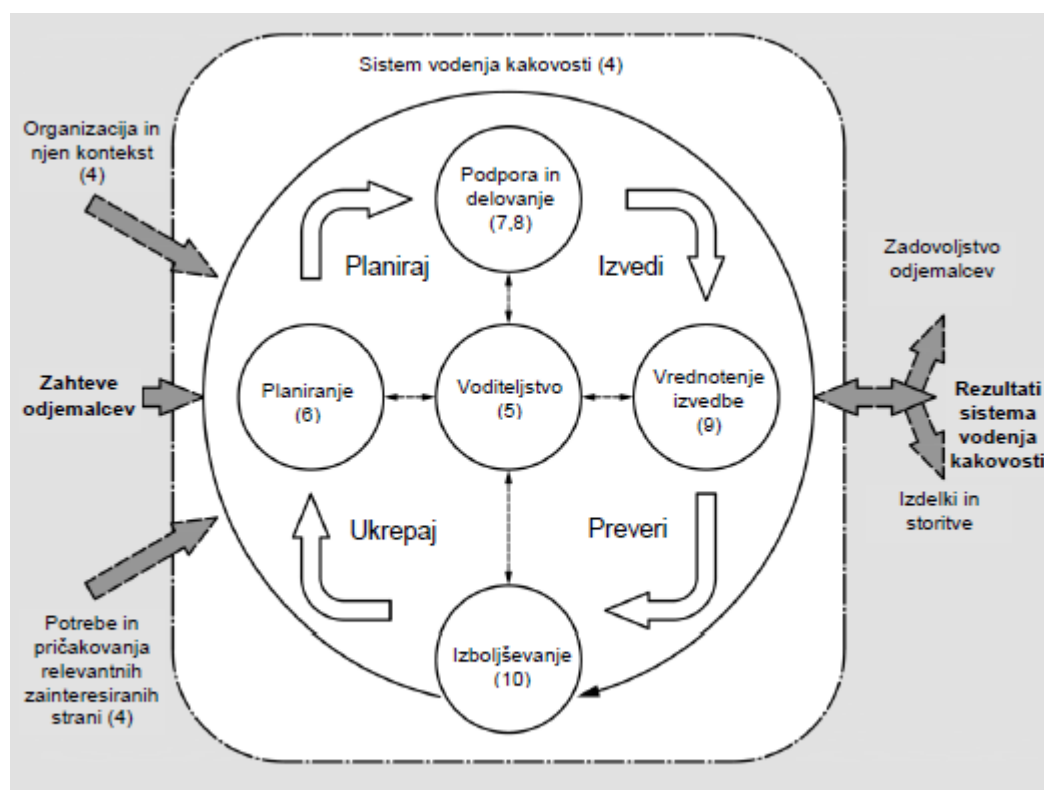 Sistem vodenja kakovosti (4)
Organizacija in
njen kontekst
(4)
Podpora in
delovanje
(7,8)
Planiraj
Izvedi
Zadovoljstvo
odjemalcev
Zahteve
odjemalcev
Planiranje
(6)
Voditeljstvo
(5)
Vrednotenje
izvedbe
(9)
Rezultati
sistema
vodenja
kakovosti
Ukrepaj
Preveri
Izdelki in
storitve
Potrebe in
pričakovanja
relevantnih
zainteresiranih
strani (4)
Izboljševanje
(10)